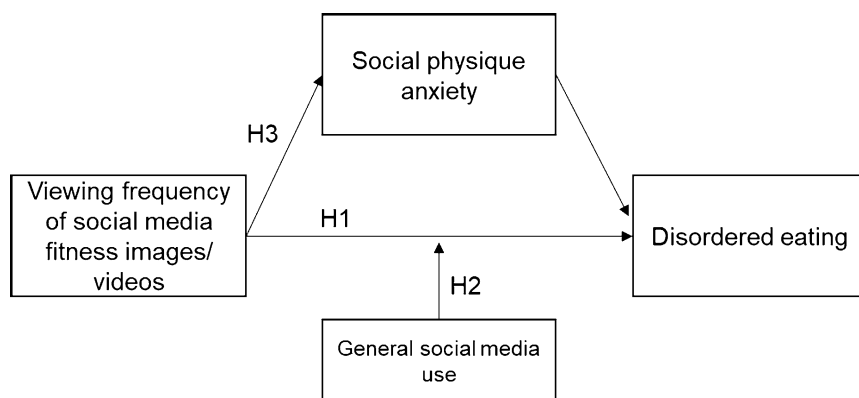 Social physique
anxiety
H3
Viewing frequency
of social media
fitness images/
videos
H1
Disordered eating
H2
General social media
use